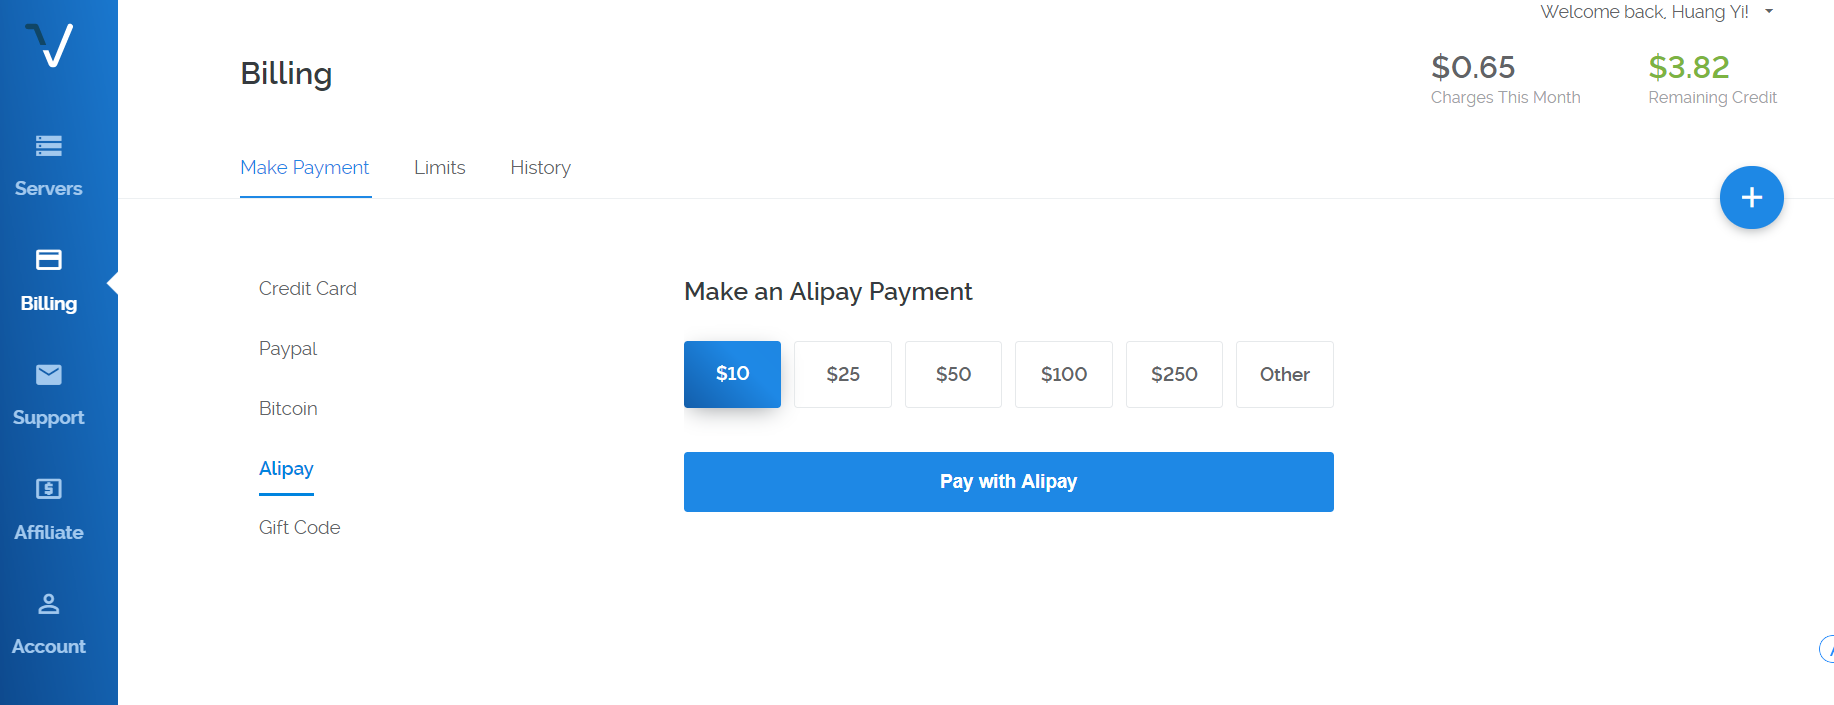 Welcome back, Huang Yi!
Billing
$0.65
Charges This Month
$3.82
Remaining Credit
Make Payment
Limits
History
Servers
Billing
Support
Affiliate
Account
Credit Card
Paypal
Bitcoin
Alipay
Gift Code
Make an Alipay Payment
$10
$25
$50
$100
$250
Other
Pay with Alipay